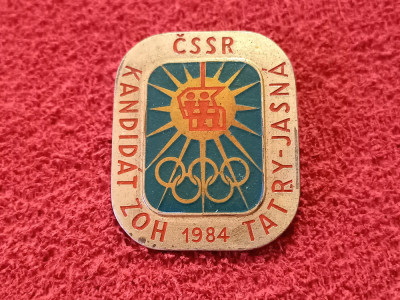 ČSSR
KANDIDÁT ZOH 1984 TATRY-JASNÁ